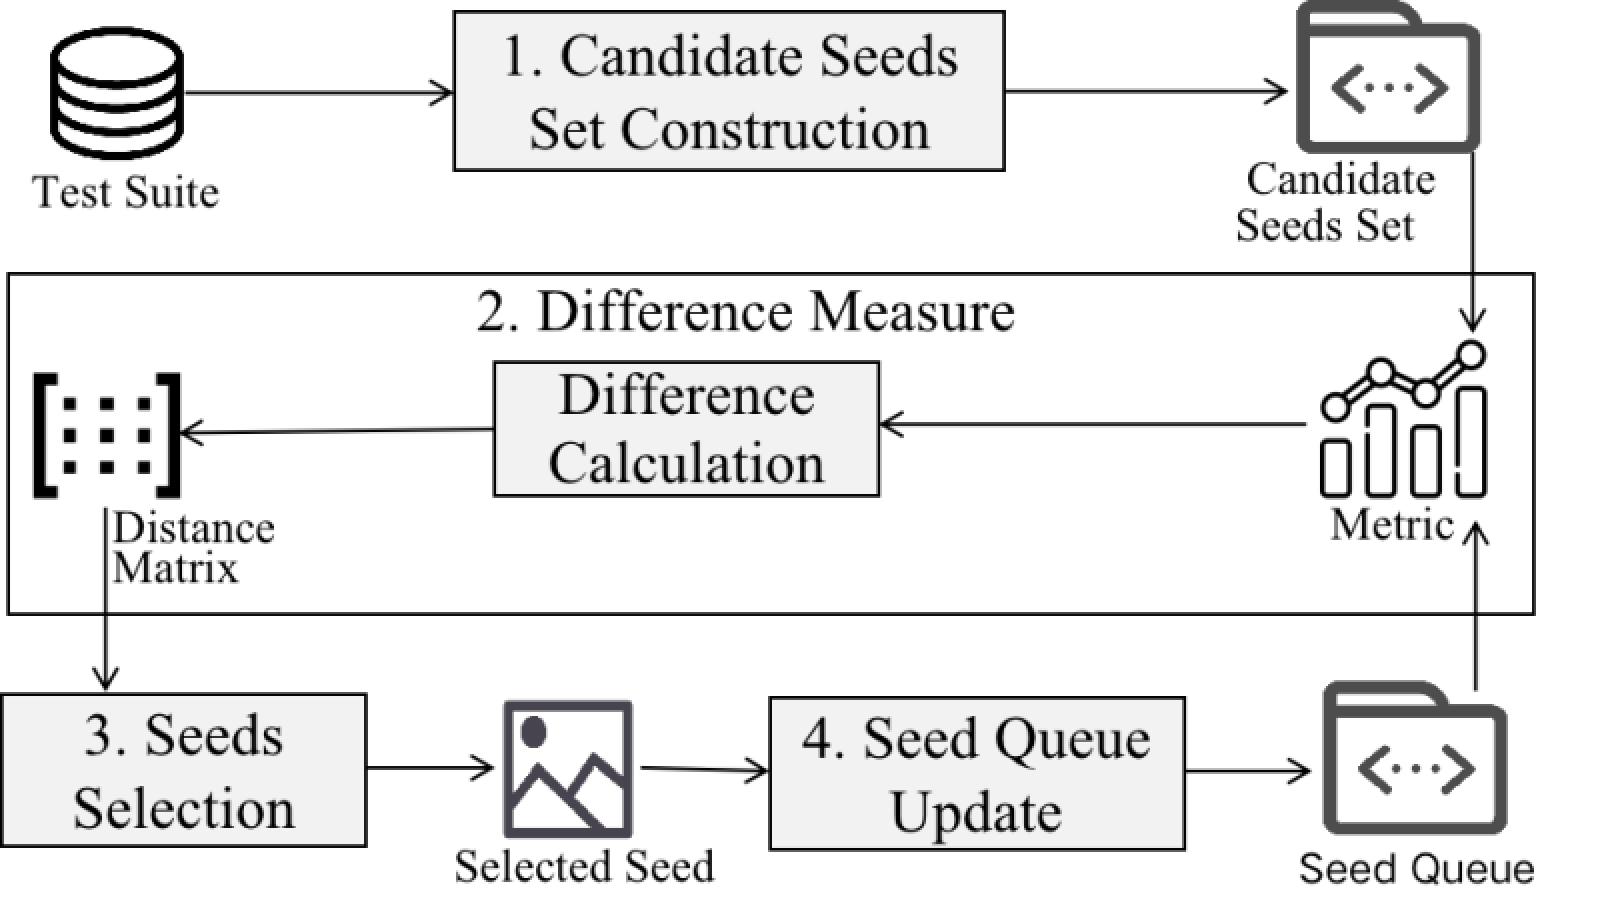 1. Candidate Seeds
Set Construction
Test Suite
Candidate
Seeds Set
2. Difference Measure
Difference
Calculation
Metric
Distance
Matrix
3. Seeds
Selection
Selected Seed
4. Seed Queue
Update
Seed Queue